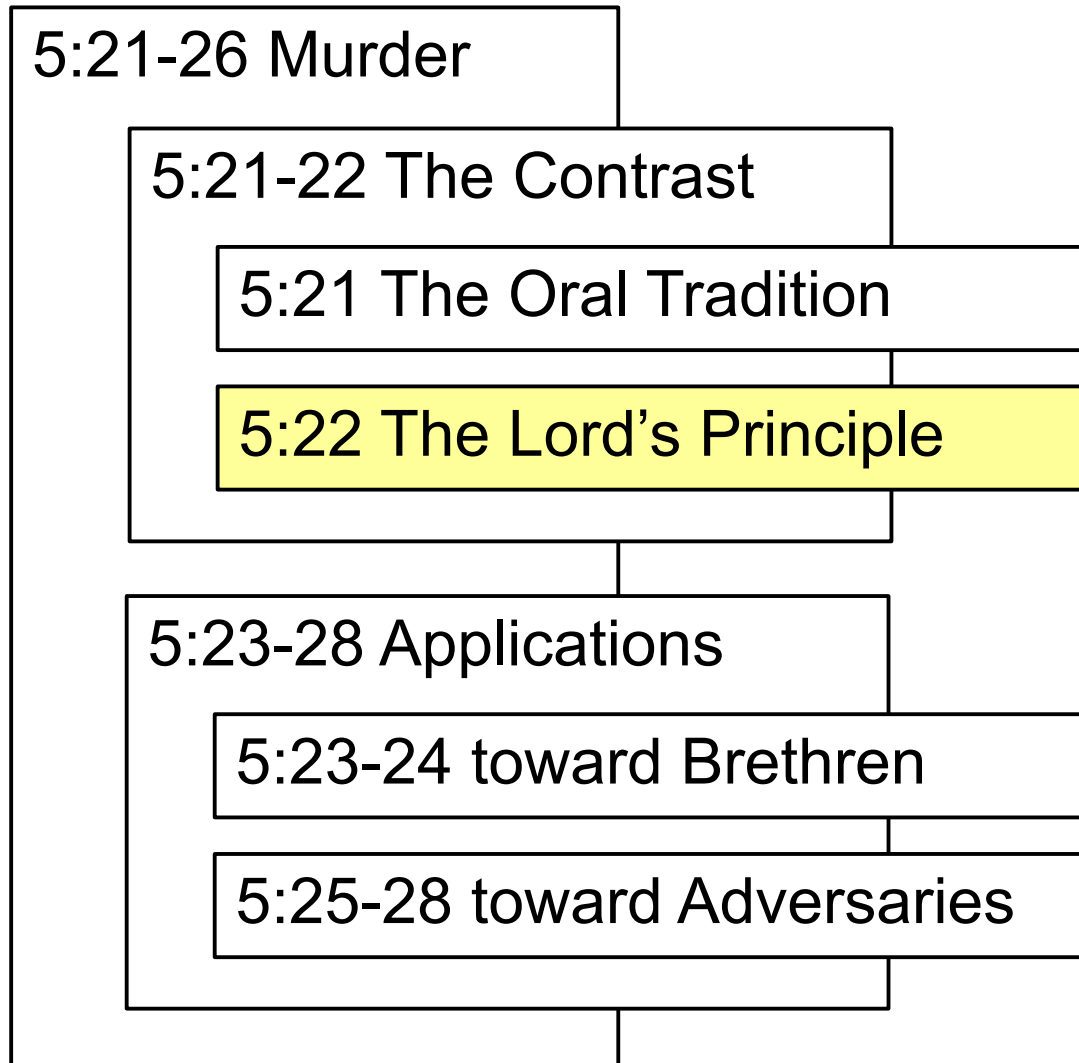 5:21-26 Murder
5:21-22 The Contrast
5:21 The Oral Tradition
5:22 The Lord’s Principle
5:23-28 Applications
5:23-24 toward Brethren
5:25-28 toward Adversaries